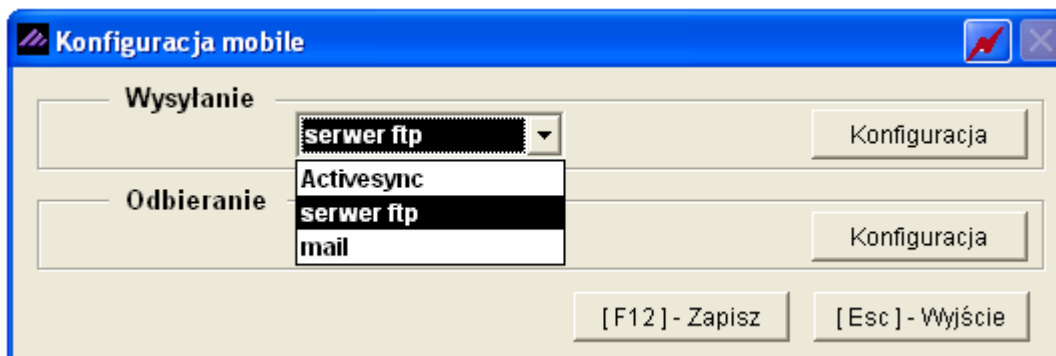 Konfiguracja mobile
Wysyłanie
serwer ftp
Konfiguracja
Activesync
serwer ftp
mail
Odbieranie
Konfiguracja
[ F12 ] - Zapisz
[ Esc ] - Wyjście